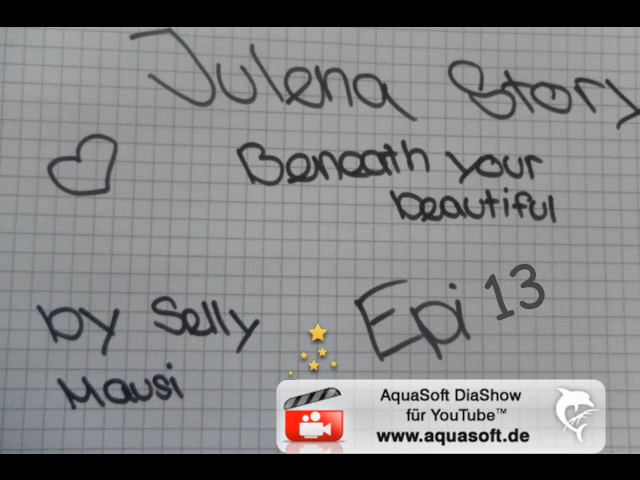 Julena Story
Beneath your
beautiful
by Selly
Mausi
Epi 13
AquaSoft DiaShow
für YouTube™
www.aquasoft.de